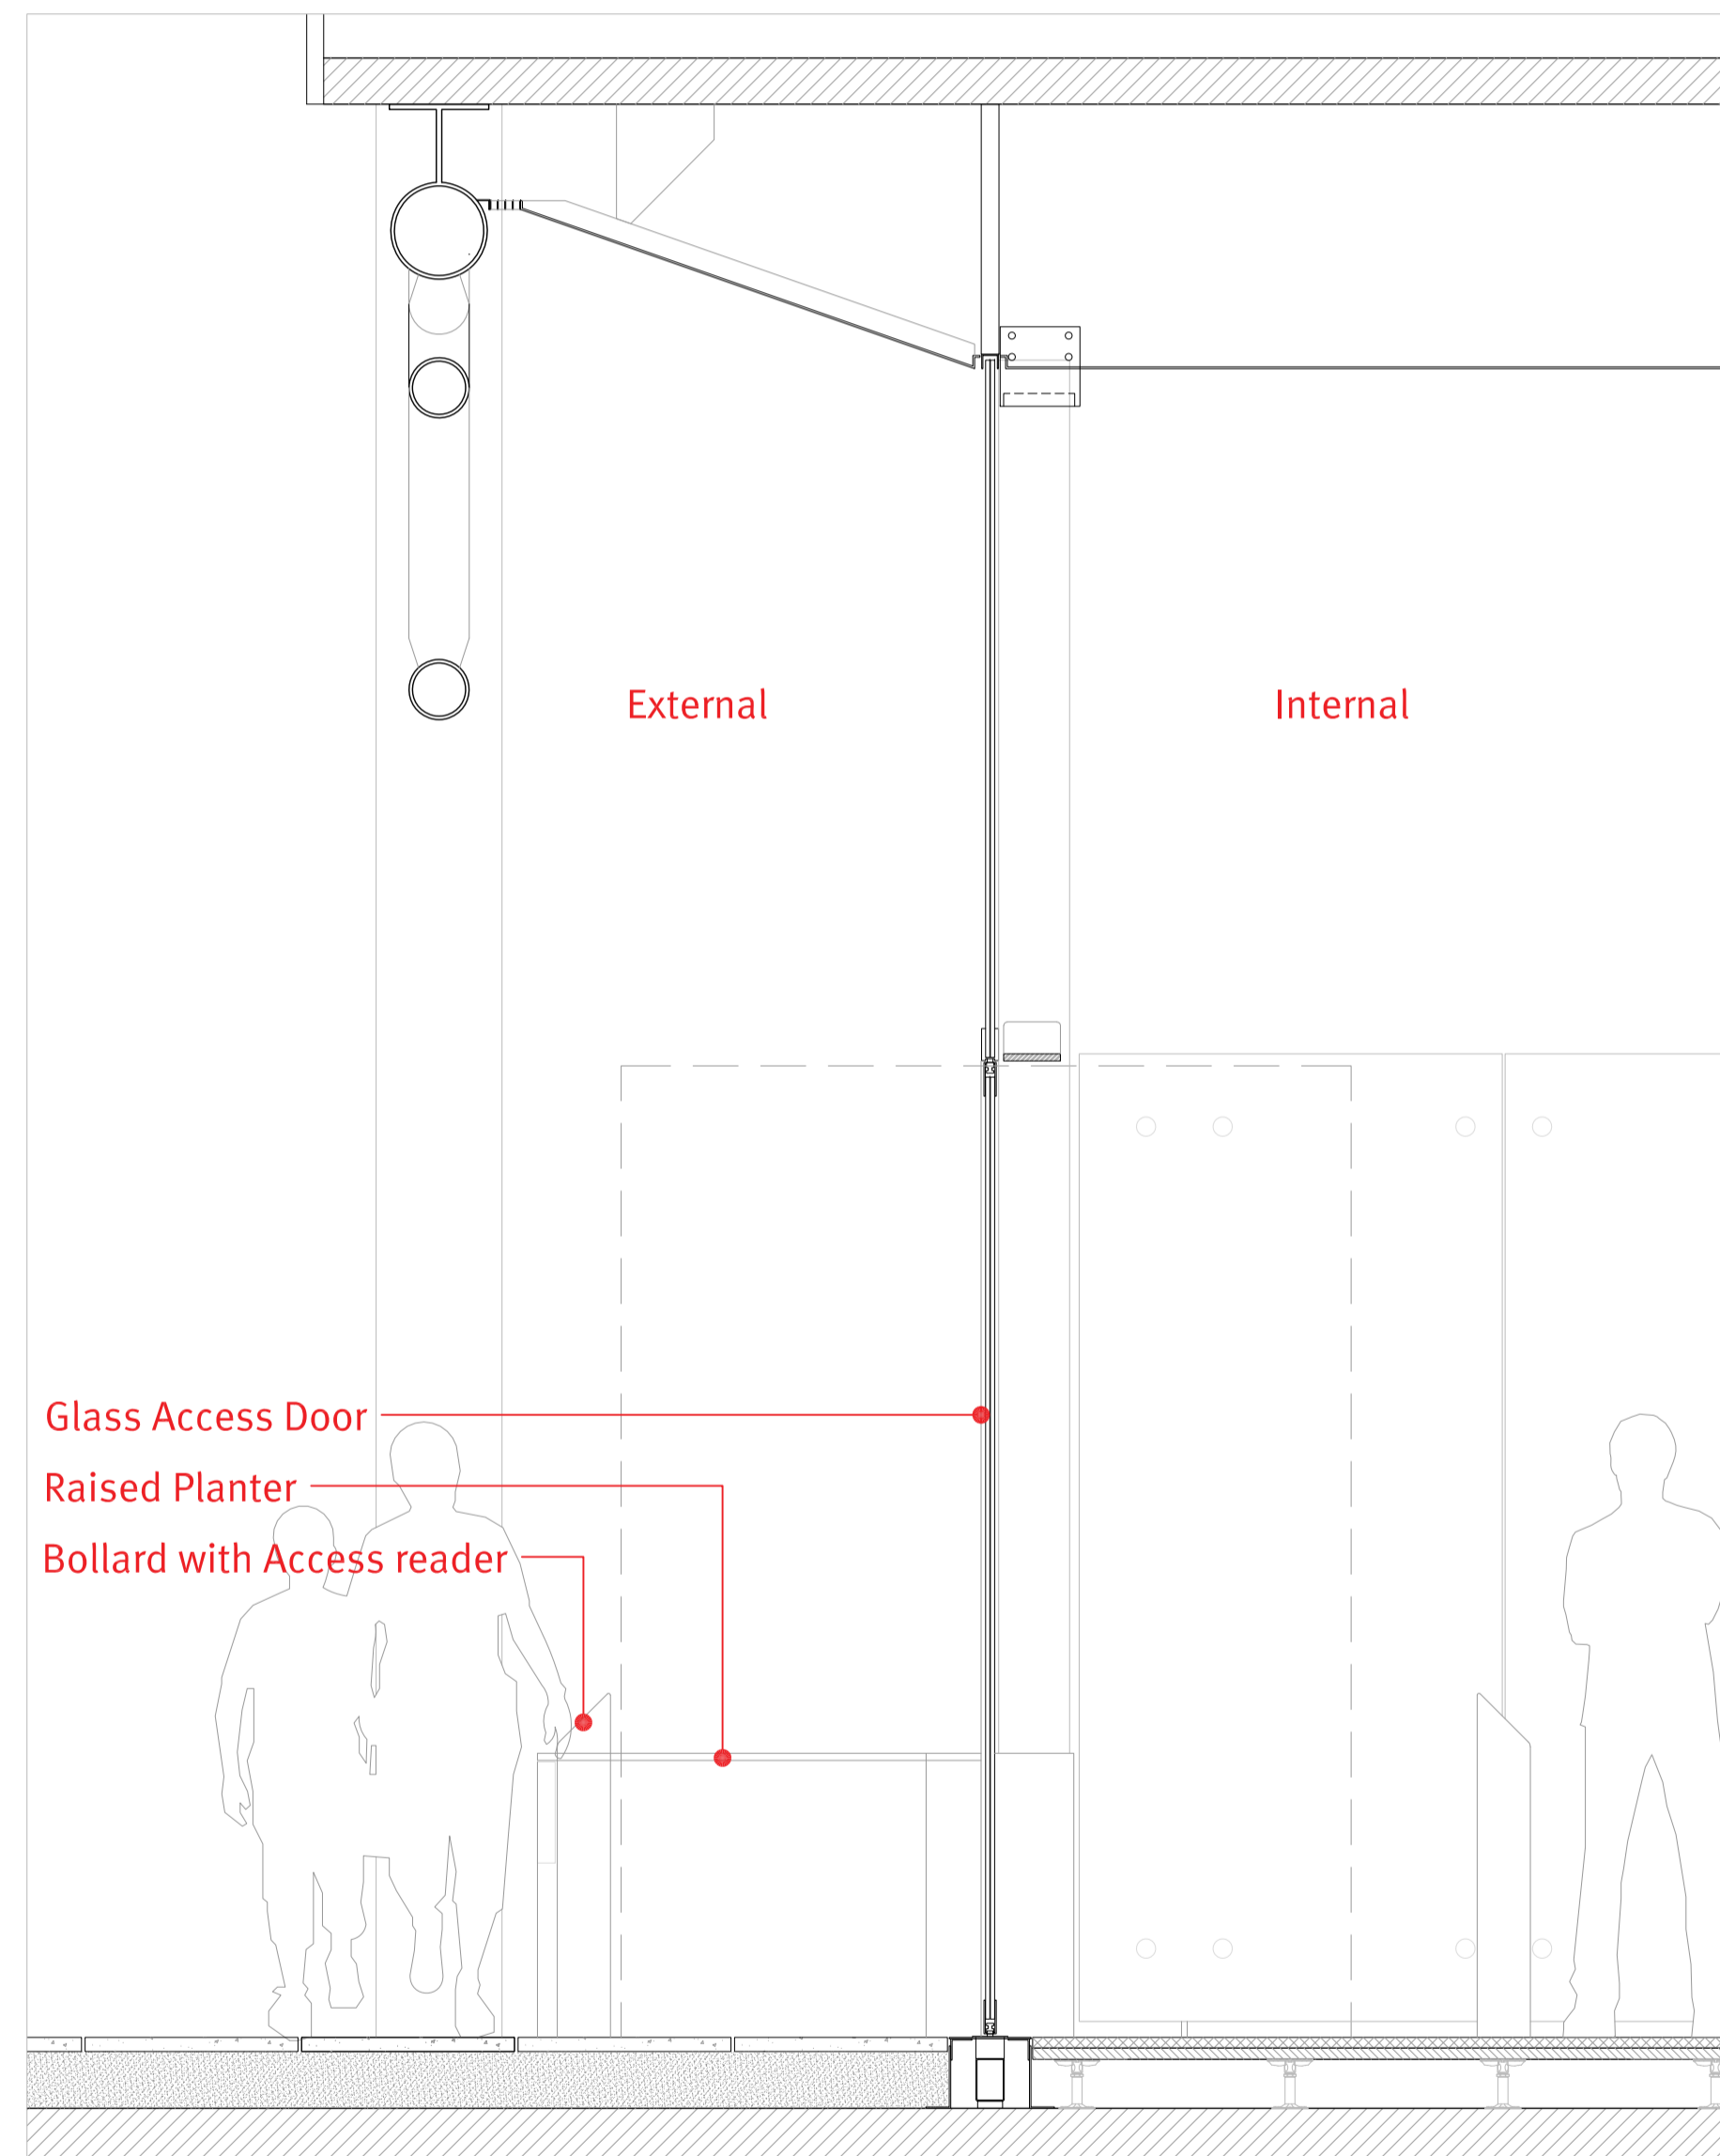 External
Internal
Glass Access Door
Raised Planter
Bollard with Access reader